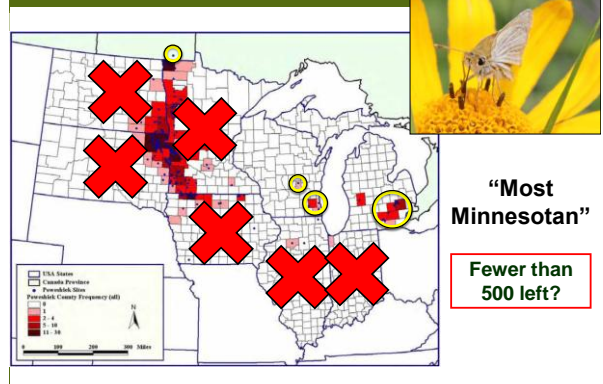 “Most
Minnesotan”
Fewer than
500 left?
USA States
Canada Province
Poweshiek Sites
Poweshiek County Frequency (all)
0
1
2 - 4
5 - 10
11 - 30
N
0 100 200 300 Miles